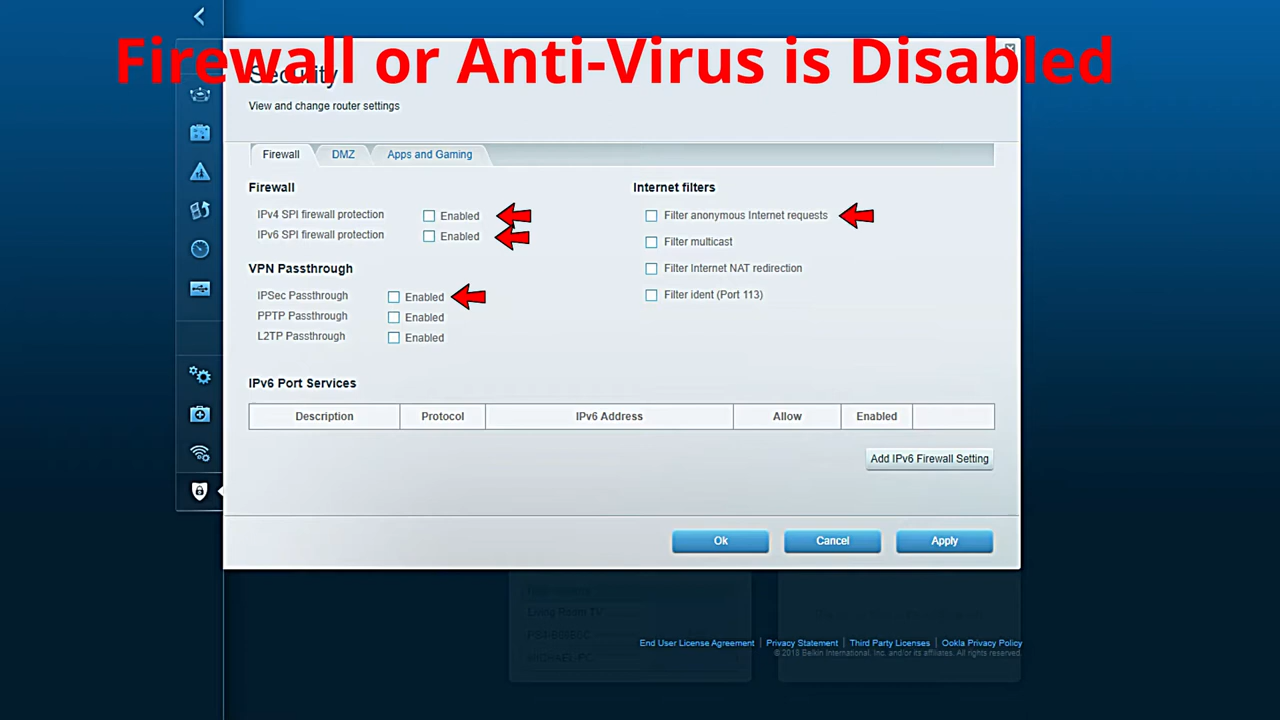 Firewall or Anti-Virus is Disabled
Security
View and change router settings
Firewall DMZ Apps and Gaming
Firewall
IPv4 SPI firewall protection Enabled
IPv6 SPI firewall protection Enabled
VPN Passthrough
IPSec Passthrough Enabled
PPTP Passthrough Enabled
L2TP Passthrough Enabled
Internet filters
Filter anonymous Internet requests
Filter multicast
Filter Internet NAT redirection
Filter ident (Port 113)
IPv6 Port Services
Description Protocol IPv6 Address Allow Enabled
Add IPv6 Firewall Setting
Ok Cancel Apply
Living Room TV
End User License Agreement | Privacy Statement | Third Party Licenses | Ookla Privacy Policy
© 2018 Belkin International, Inc. and/or its affiliates. All rights reserved.